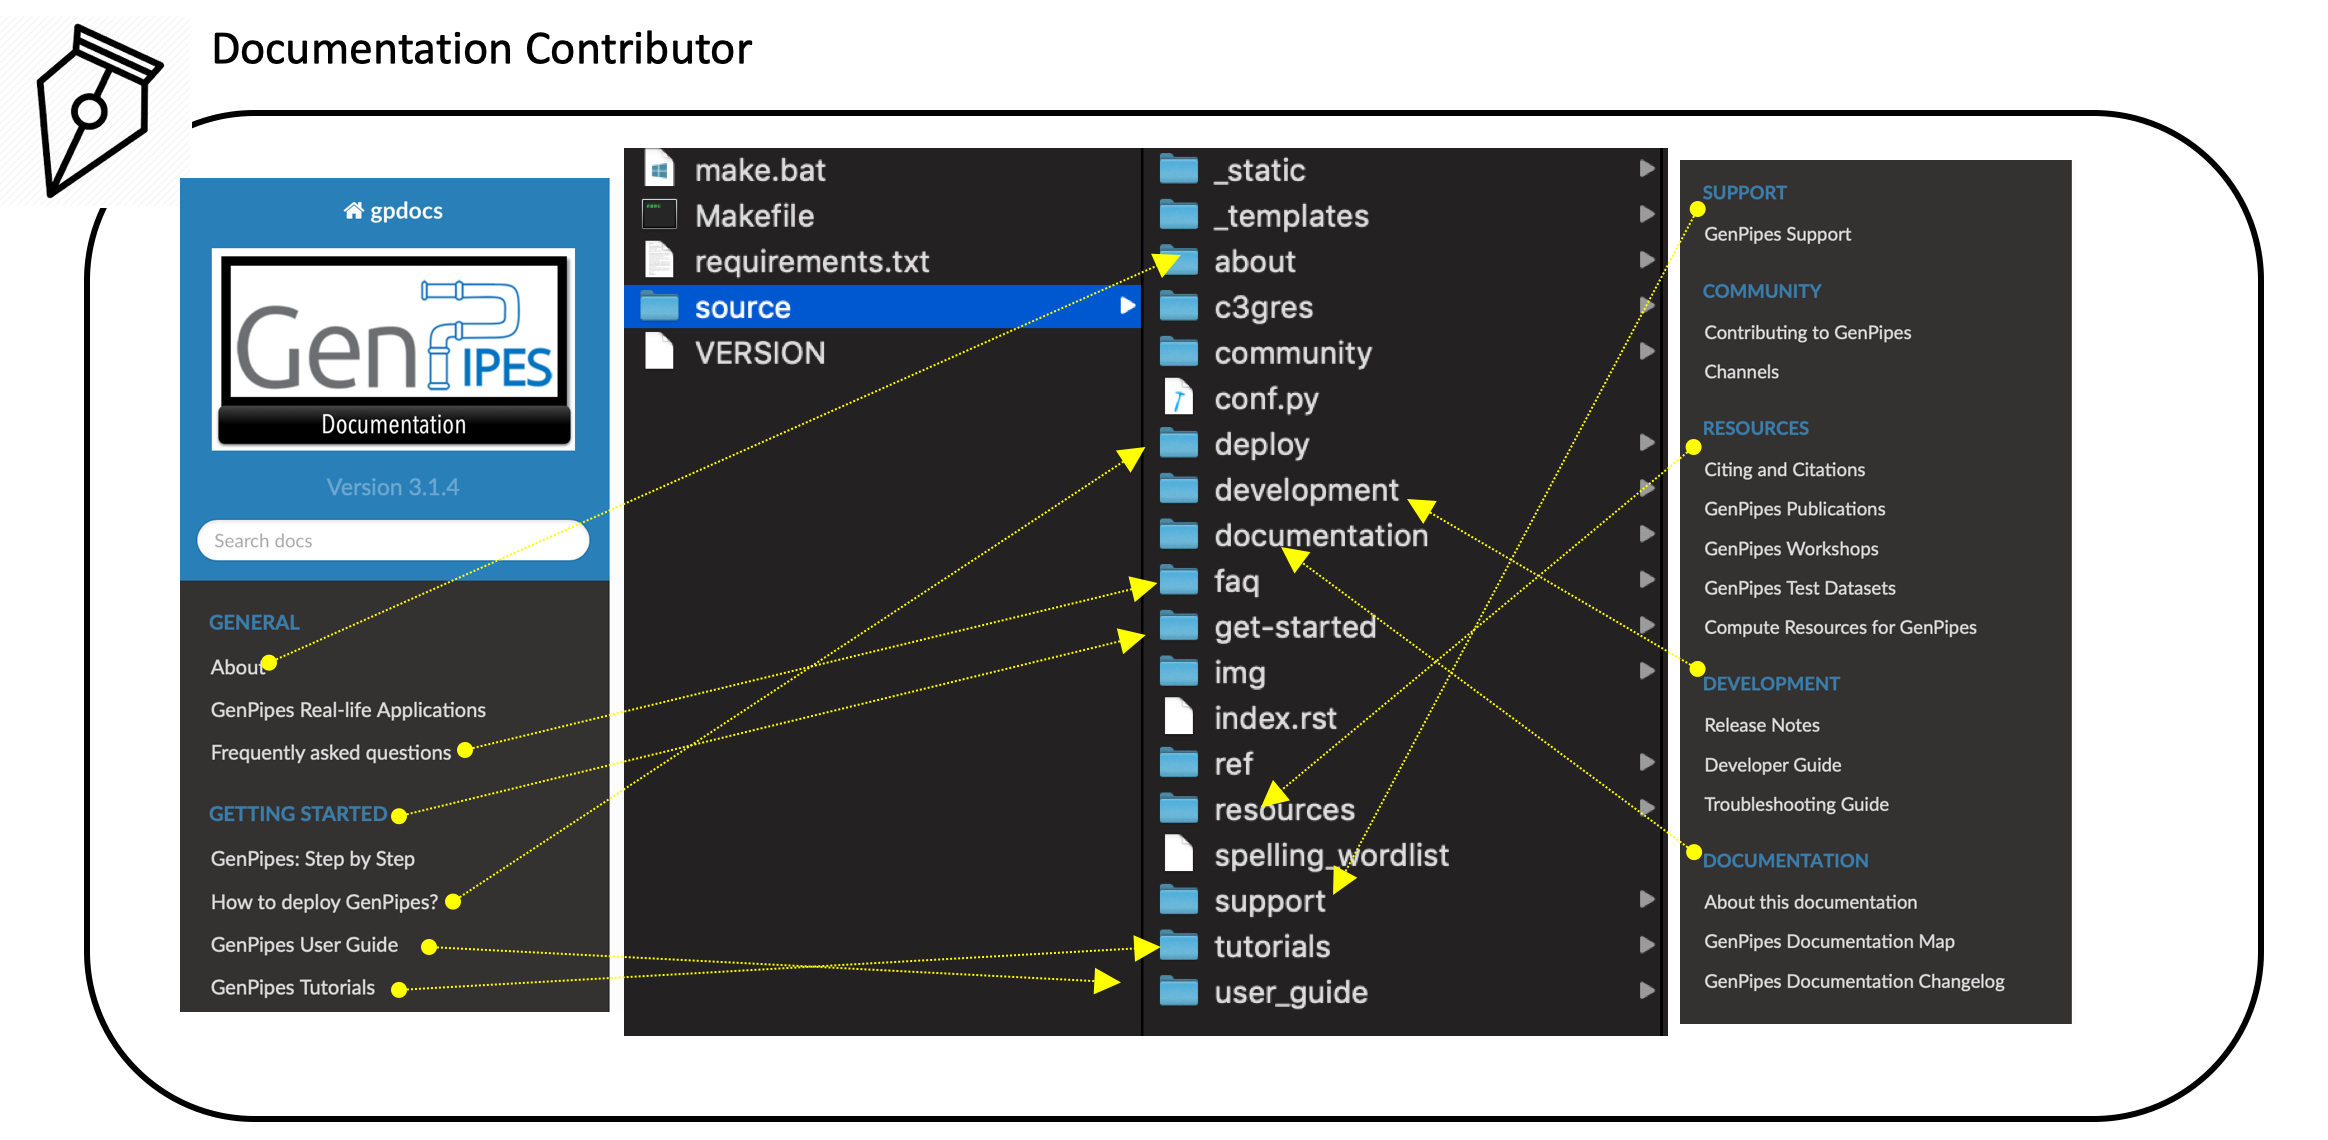 Documentation Contributor
gpdocs
Gen
PIPES
Documentation
Version 3.1.4
Search docs
GENERAL
About
GenPipes Real-life Applications
Frequently asked questions
GETTING STARTED
GenPipes: Step by Step
How to deploy GenPipes?
GenPipes User Guide
GenPipes Tutorials
make.bat
Makefile
requirements.txt
source
VERSION
_static
_templates
about
c3gres
community
conf.py
deploy
development
documentation
faq
get-started
img
index.rst
ref
resources
spelling_wordlist
support
tutorials
user_guide
SUPPORT
GenPipes Support
COMMUNITY
Contributing to GenPipes
Channels
RESOURCES
Citing and Citations
GenPipes Publications
GenPipes Workshops
GenPipes Test Datasets
Compute Resources for GenPipes
DEVELOPMENT
Release Notes
Developer Guide
Troubleshooting Guide
DOCUMENTATION
About this documentation
GenPipes Documentation Map
GenPipes Documentation Changelog